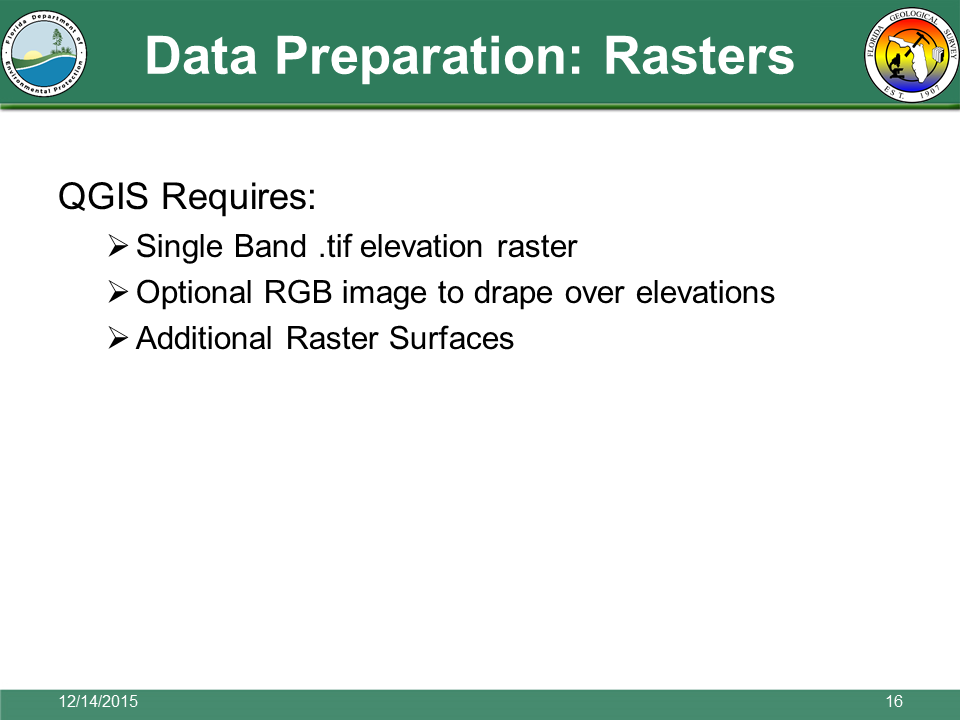 Florida Department of Environmental Protection
Data Preparation: Rasters
FLORIDA GEOLOGICAL SURVEY
EST. 1907
QGIS Requires:
Single Band .tif elevation raster
Optional RGB image to drape over elevations
Additional Raster Surfaces
12/14/2015
16